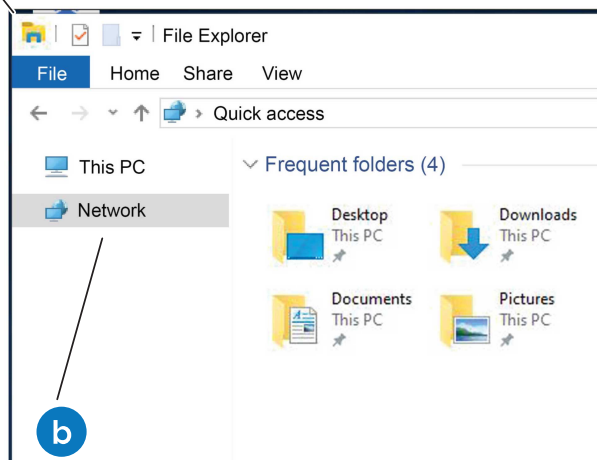 File Explorer
File Home Share View
Quick access
This PC
Network
Frequent folders (4)
Desktop
This PC
Downloads
This PC
Documents
This PC
Pictures
This PC
b